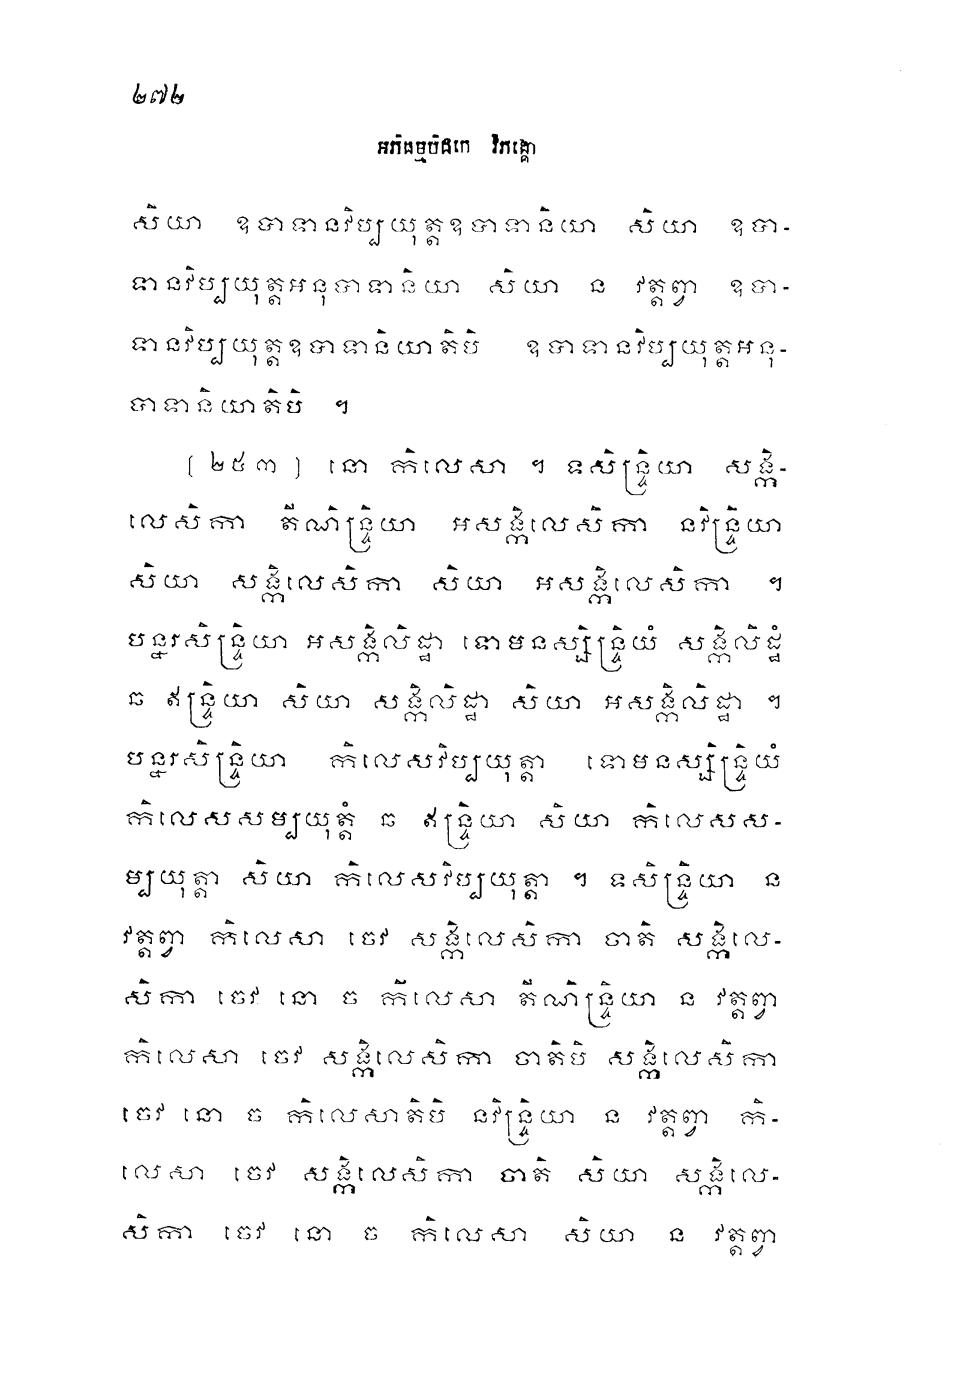 ២៧២
អភិធម្មបិដកេ វិភង្គោ
សិយា ឧបាទានវិប្បយុត្តឧបាទានិយា សិយា ឧបា-
ទានវិប្បយុត្តអនុបាទានិយា សិយា ន វត្តព្វា ឧបា-
ទានវិប្បយុត្តឧបាទានិយាតិបិ ឧបាទានវិប្បយុត្តអនុ-
បាទានិយាតិបិ ។
(២៥៣) នោ កិលេសា ។ ទសិន្ទ្រិយា សង្កិ-
លេសិកា តីណិន្ទ្រិយា អសង្កិលេសិកា នវិន្ទ្រិយា
សិយា សង្កិលេសិកា សិយា អសង្កិលេសិកា ។
បន្នរសិន្ទ្រិយា អសង្កិលិដ្ឋា ទោមនស្សិន្ទ្រិយំ សង្កិលិដ្ឋំ
ឆ ឥន្ទ្រិយា សិយា សង្កិលិដ្ឋា សិយា អសង្កិលិដ្ឋា ។
បន្នរសិន្ទ្រិយា កិលេសវិប្បយុត្តា ទោមនស្សិន្ទ្រិយំ
កិលេសសម្បយុត្តំ ឆ ឥន្ទ្រិយា សិយា កិលេសស-
ម្បយុត្តា សិយា កិលេសវិប្បយុត្តា ។ ទសិន្ទ្រិយា ន
វត្តព្វា កិលេសា ចេវ សង្កិលេសិកា ចាតិ សង្កិលេ-
សិកា ចេវ នោ ច កិលេសា តីណិន្ទ្រិយា ន វត្តព្វា
កិលេសា ចេវ សង្កិលេសិកា ចាតិបិ សង្កិលេសិកា
ចេវ នោ ច កិលេសាតិបិ នវិន្ទ្រិយា ន វត្តព្វា កិ-
លេសា ចេវ សង្កិលេសិកា ចាតិ សិយា សង្កិលេ-
សិកា ចេវ នោ ច កិលេសា សិយា ន វត្តព្វា